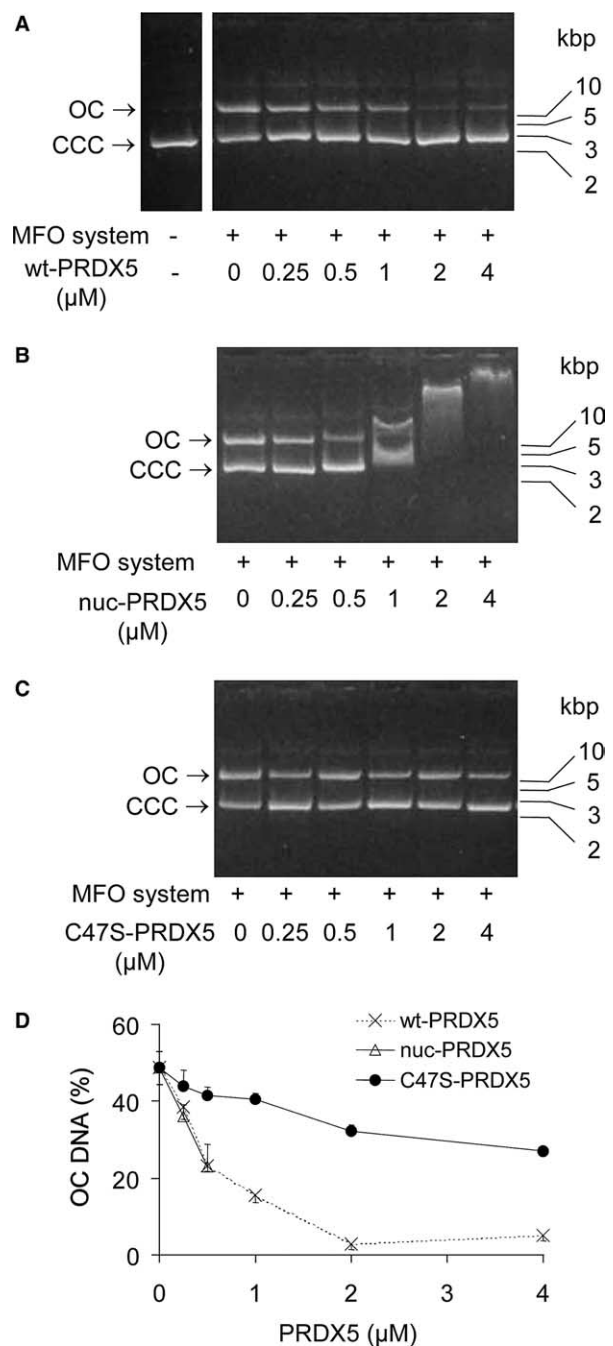 A
kbp
OC →
CCC →
10
5
3
2
MFO system - + + + + + +
wt-PRDX5 - 0 0.25 0.5 1 2 4
(µM)
B
kbp
OC →
CCC →
10
5
3
2
MFO system + + + + + +
nuc-PRDX5 0 0.25 0.5 1 2 4
(µM)
C
kbp
OC →
CCC →
10
5
3
2
MFO system + + + + + +
C47S-PRDX5 0 0.25 0.5 1 2 4
(µM)
D
wt-PRDX5
nuc-PRDX5
C47S-PRDX5
OC DNA (%)
60
40
20
0
0 1 2 3 4
PRDX5 (µM)